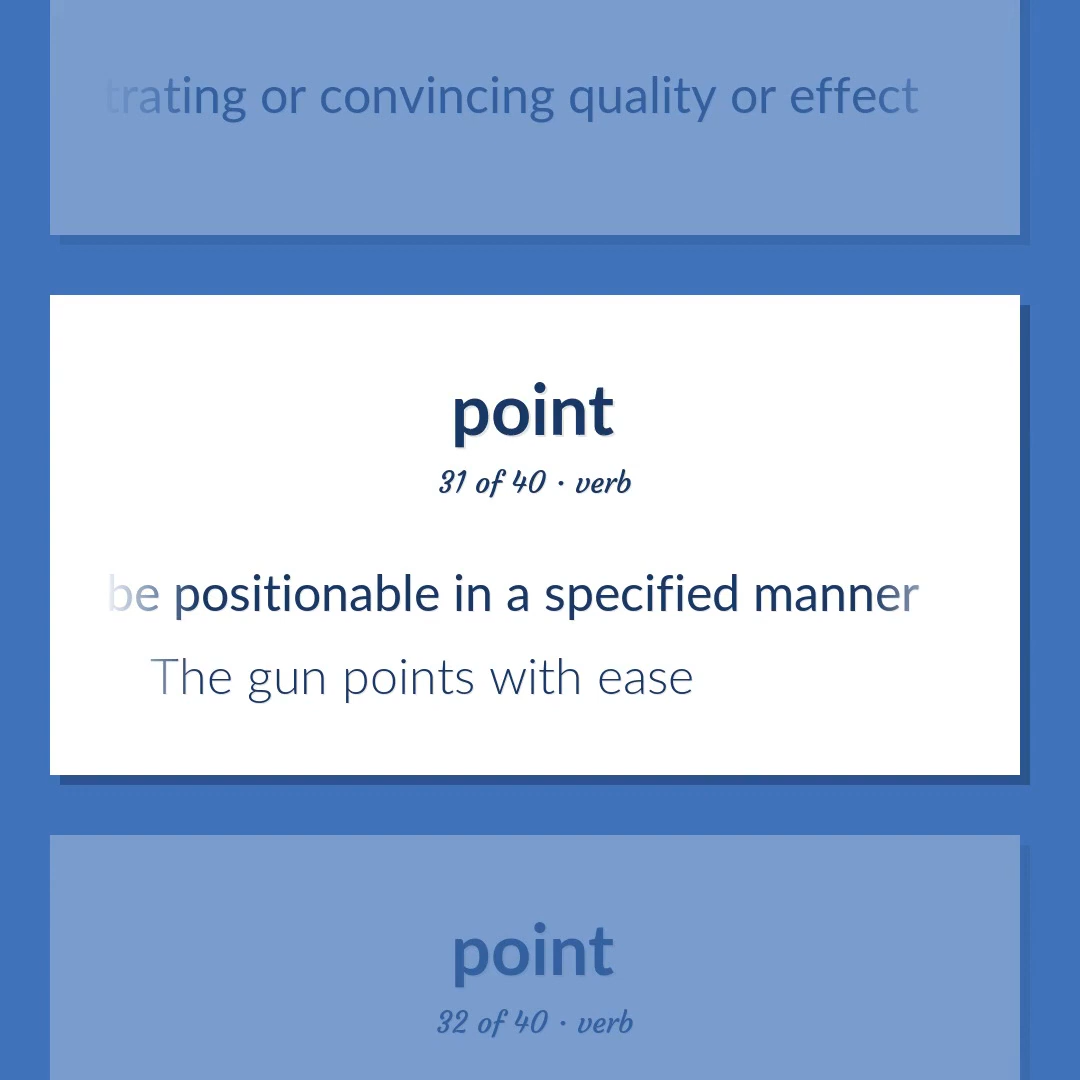 trating or convincing quality or effect
point
31 of 40 · verb
be positionable in a specified manner
The gun points with ease
point
32 of 40 · verb